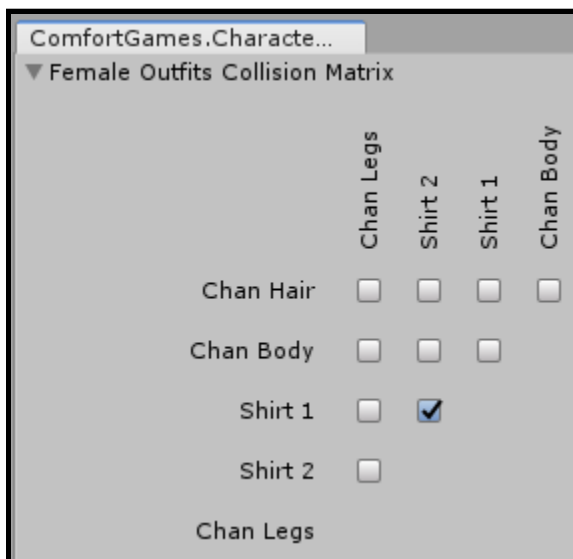 ComfortGames.Characte...
Female Outfits Collision Matrix
Chan Legs
Shirt 2
Shirt 1
Chan Body
Chan Hair
Chan Body
Shirt 1
Shirt 2
Chan Legs